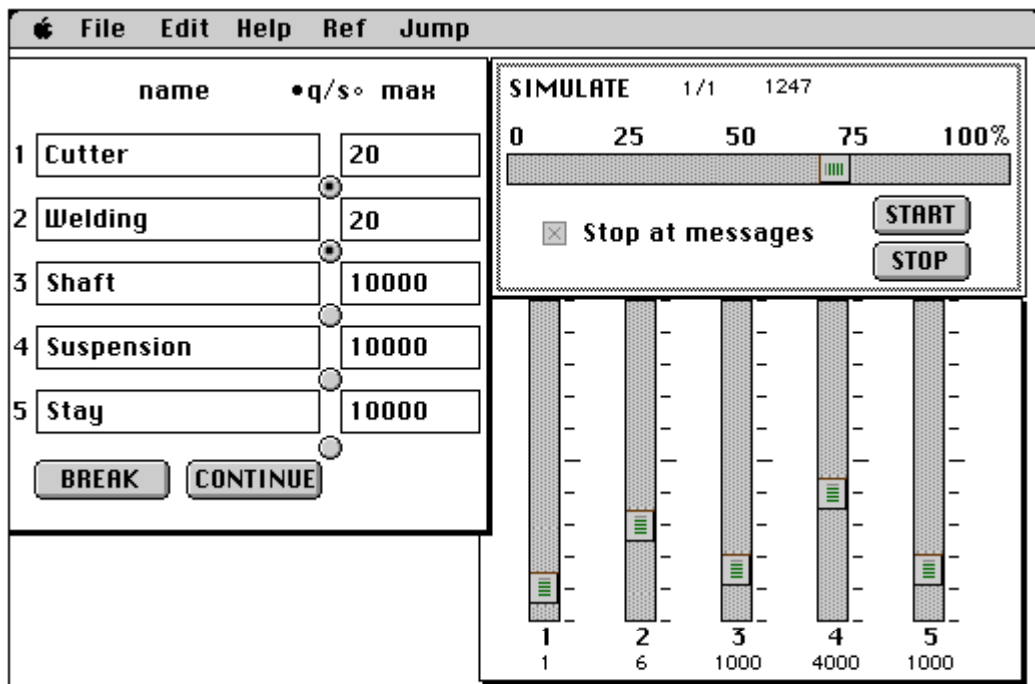 File Edit Help Ref Jump
name •q/s◦ max
1 Cutter 20
2 Welding 20
3 Shaft 10000
4 Suspension 10000
5 Stay 10000
BREAK CONTINUE
SIMULATE 1/1 1247
0 25 50 75 100%
Stop at messages
START
STOP
1 2 3 4 5
1 6 1000 4000 1000